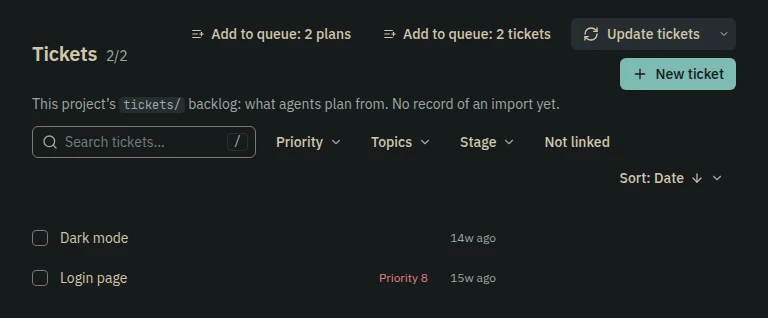 Add to queue: 2 plans
Add to queue: 2 tickets
Update tickets
Tickets 2/2
New ticket
This project's tickets/ backlog: what agents plan from. No record of an import yet.
Search tickets... /
Priority
Topics
Stage
Not linked
Sort: Date ↓
Dark mode 14w ago
Login page Priority 8 15w ago